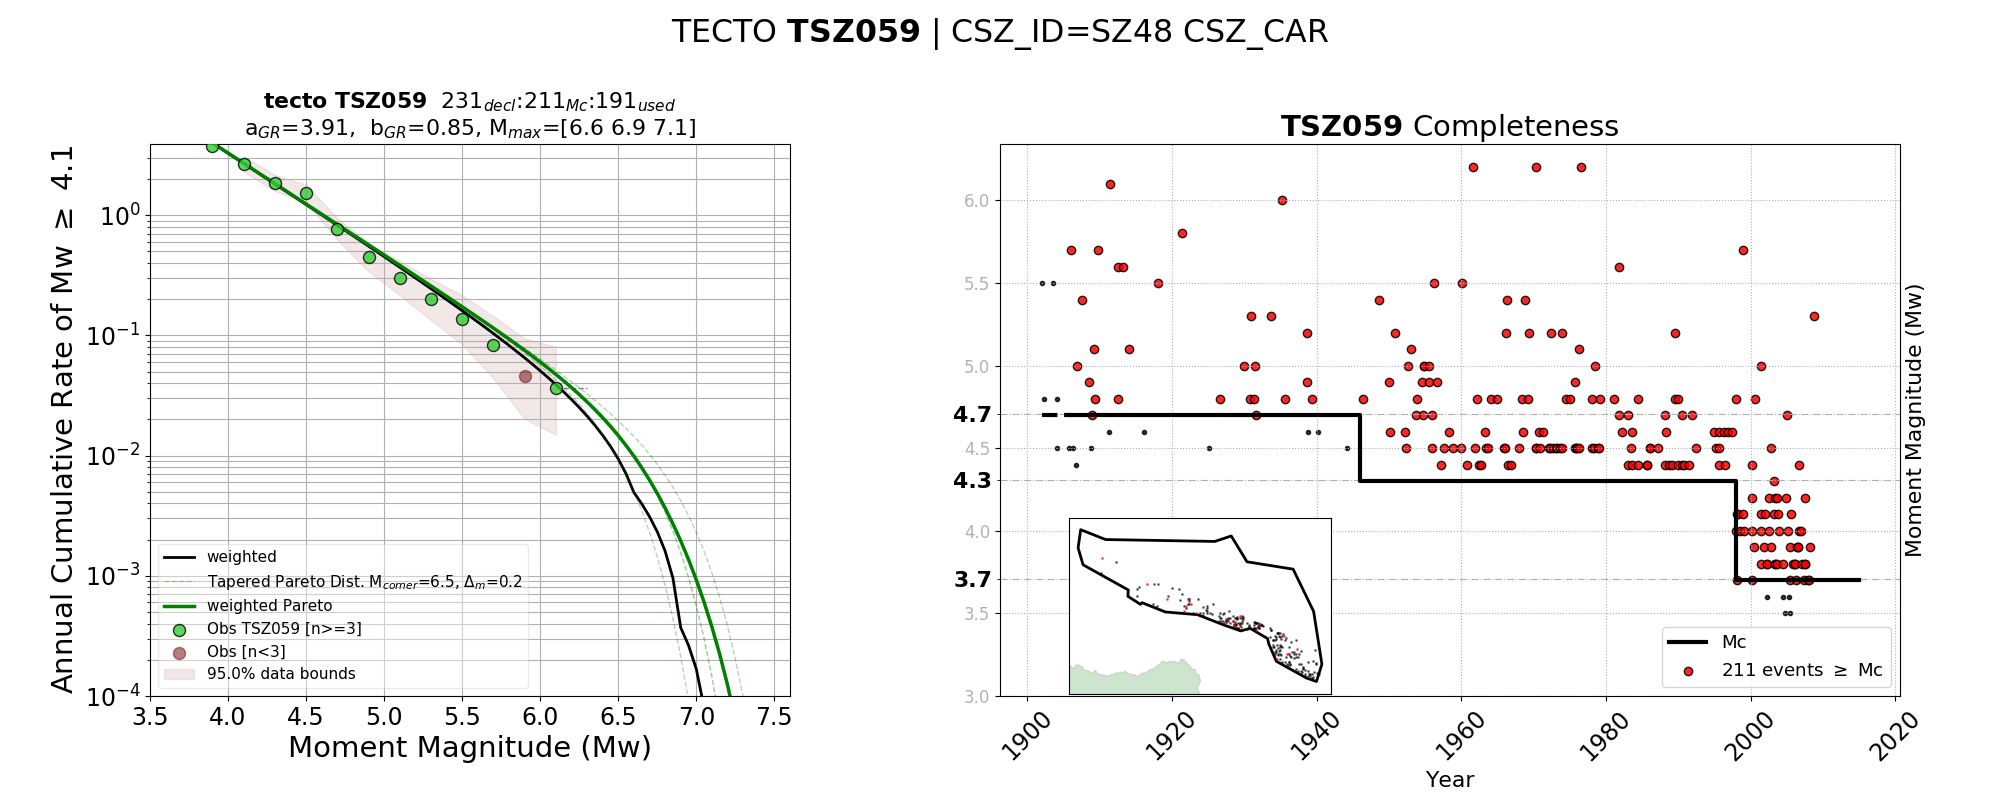 TECTO TSZ059 | CSZ_ID=SZ48 CSZ_CAR
tecto TSZ059 231decl:211Mc:191used
aGR=3.91, bGR=0.85, Mmax=[6.6 6.9 7.1]
Annual Cumulative Rate of Mw ≥ 4.1
10^0
10^−1
10^−2
10^−3
10^−4
weighted
Tapered Pareto Dist. Mcorner=6.5, Δm=0.2
weighted Pareto
Obs TSZ059 [n>=3]
Obs [n<3]
95.0% data bounds
3.5 4.0 4.5 5.0 5.5 6.0 6.5 7.0 7.5
Moment Magnitude (Mw)
TSZ059 Completeness
6.0
5.5
5.0
4.7
4.5
4.3
4.0
3.7
3.5
3.0
Moment Magnitude (Mw)
Mc
211 events ≥ Mc
1900 1920 1940 1960 1980 2000 2020
Year